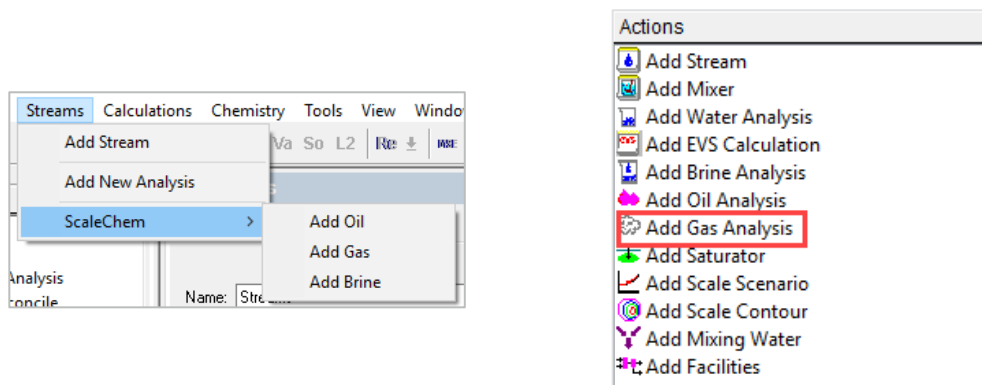 Streams Calculations Chemistry Tools View Windo
Add Stream
Va So L2
Add New Analysis
ScaleChem >
Add Oil
Add Gas
Add Brine
Analysis
Name:
Actions
Add Stream
Add Mixer
Add Water Analysis
Add EVS Calculation
Add Brine Analysis
Add Oil Analysis
Add Gas Analysis
Add Saturator
Add Scale Scenario
Add Scale Contour
Add Mixing Water
Add Facilities